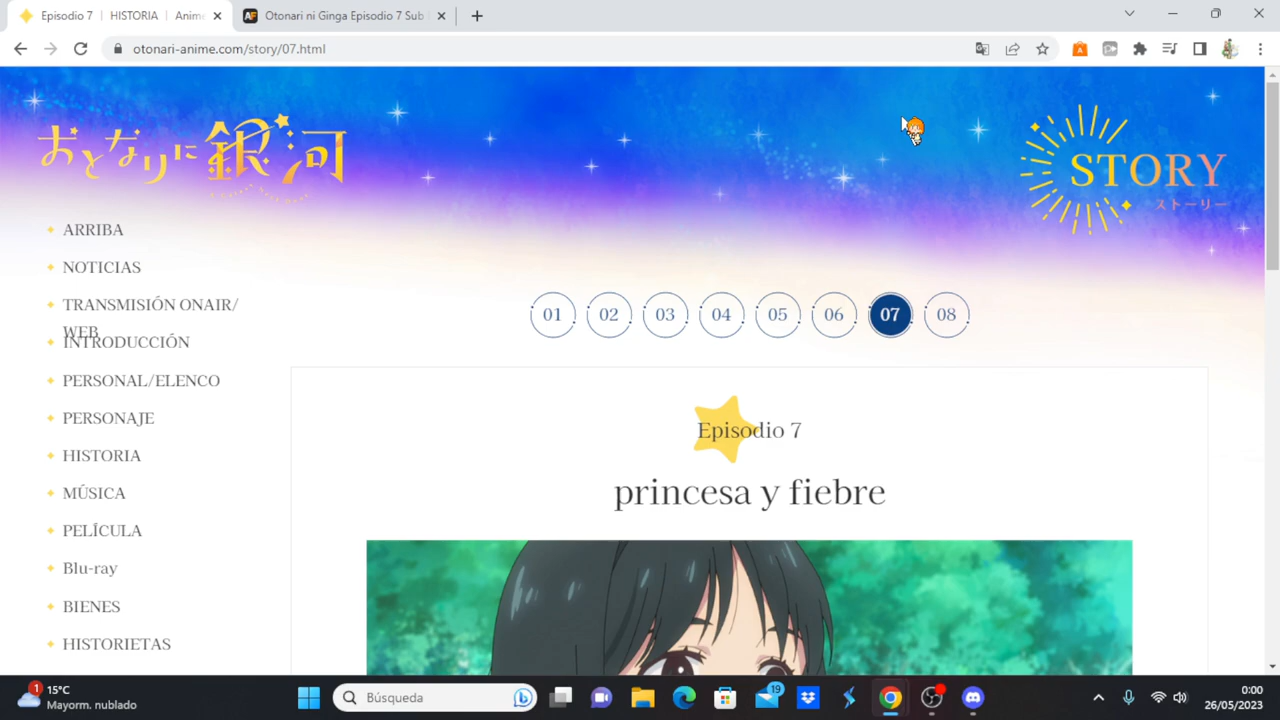 Episodio 7 | HISTORIA | Anime
Otonari ni Ginga Episodio 7 Sub
otonari-anime.com/story/07.html
おとなりに銀河
STORY
ストーリー
ARRIBA
NOTICIAS
TRANSMISIÓN ONAIR/
WEB
INTRODUCCIÓN
PERSONAL/ELENCO
PERSONAJE
HISTORIA
MÚSICA
PELÍCULA
Blu-ray
BIENES
HISTORIETAS
01 02 03 04 05 06 07 08
Episodio 7
princesa y fiebre
1
15°C
Mayorm. nublado
Búsqueda
19
0:00
26/05/2023